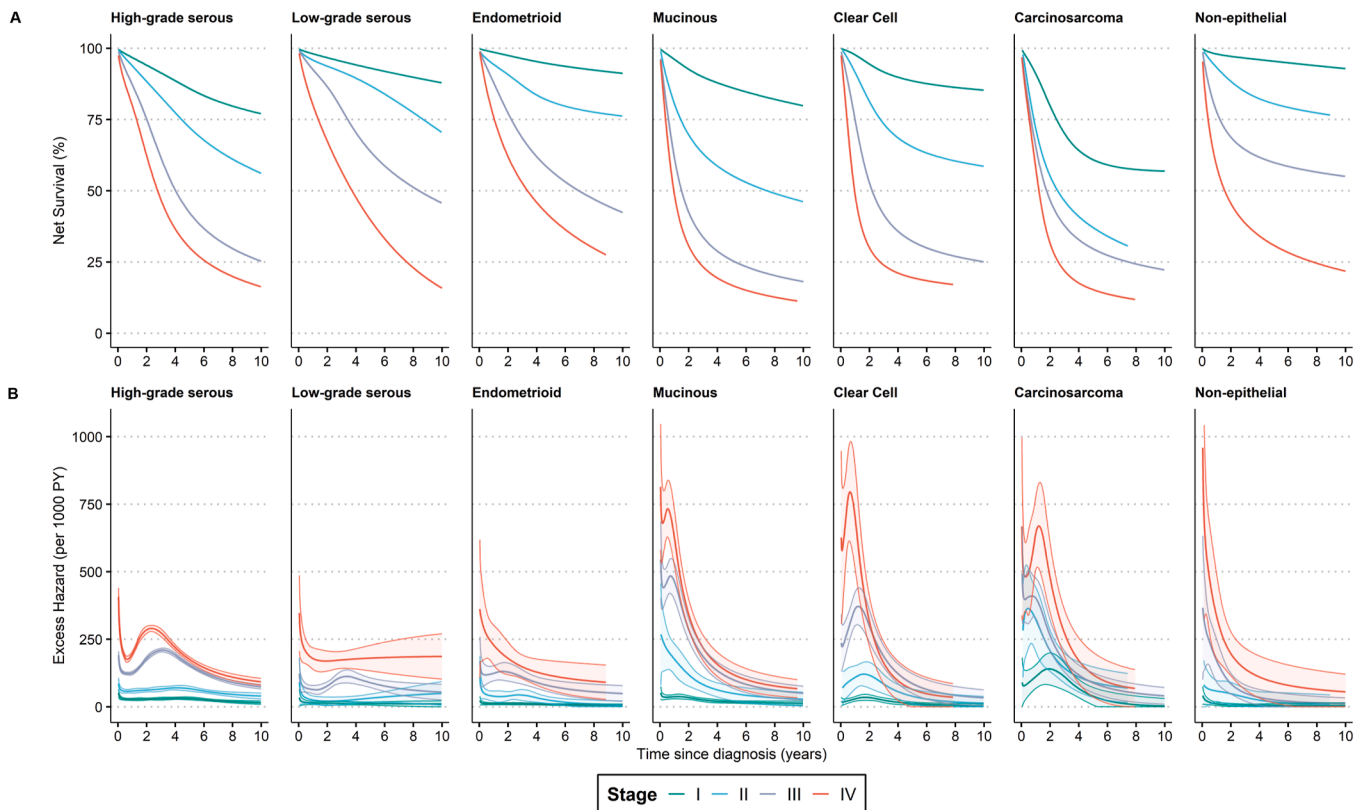 A
High-grade serous Low-grade serous Endometrioid Mucinous Clear Cell Carcinosarcoma Non-epithelial
Net Survival (%)
100
75
50
25
0
0 2 4 6 8 10 0 2 4 6 8 10 0 2 4 6 8 10 0 2 4 6 8 10 0 2 4 6 8 10 0 2 4 6 8 10 0 2 4 6 8 10
B
High-grade serous Low-grade serous Endometrioid Mucinous Clear Cell Carcinosarcoma Non-epithelial
Excess Hazard (per 1000 PY)
1000
750
500
250
0
0 2 4 6 8 10 0 2 4 6 8 10 0 2 4 6 8 10 0 2 4 6 8 10 0 2 4 6 8 10 0 2 4 6 8 10 0 2 4 6 8 10
Time since diagnosis (years)
Stage I II III IV